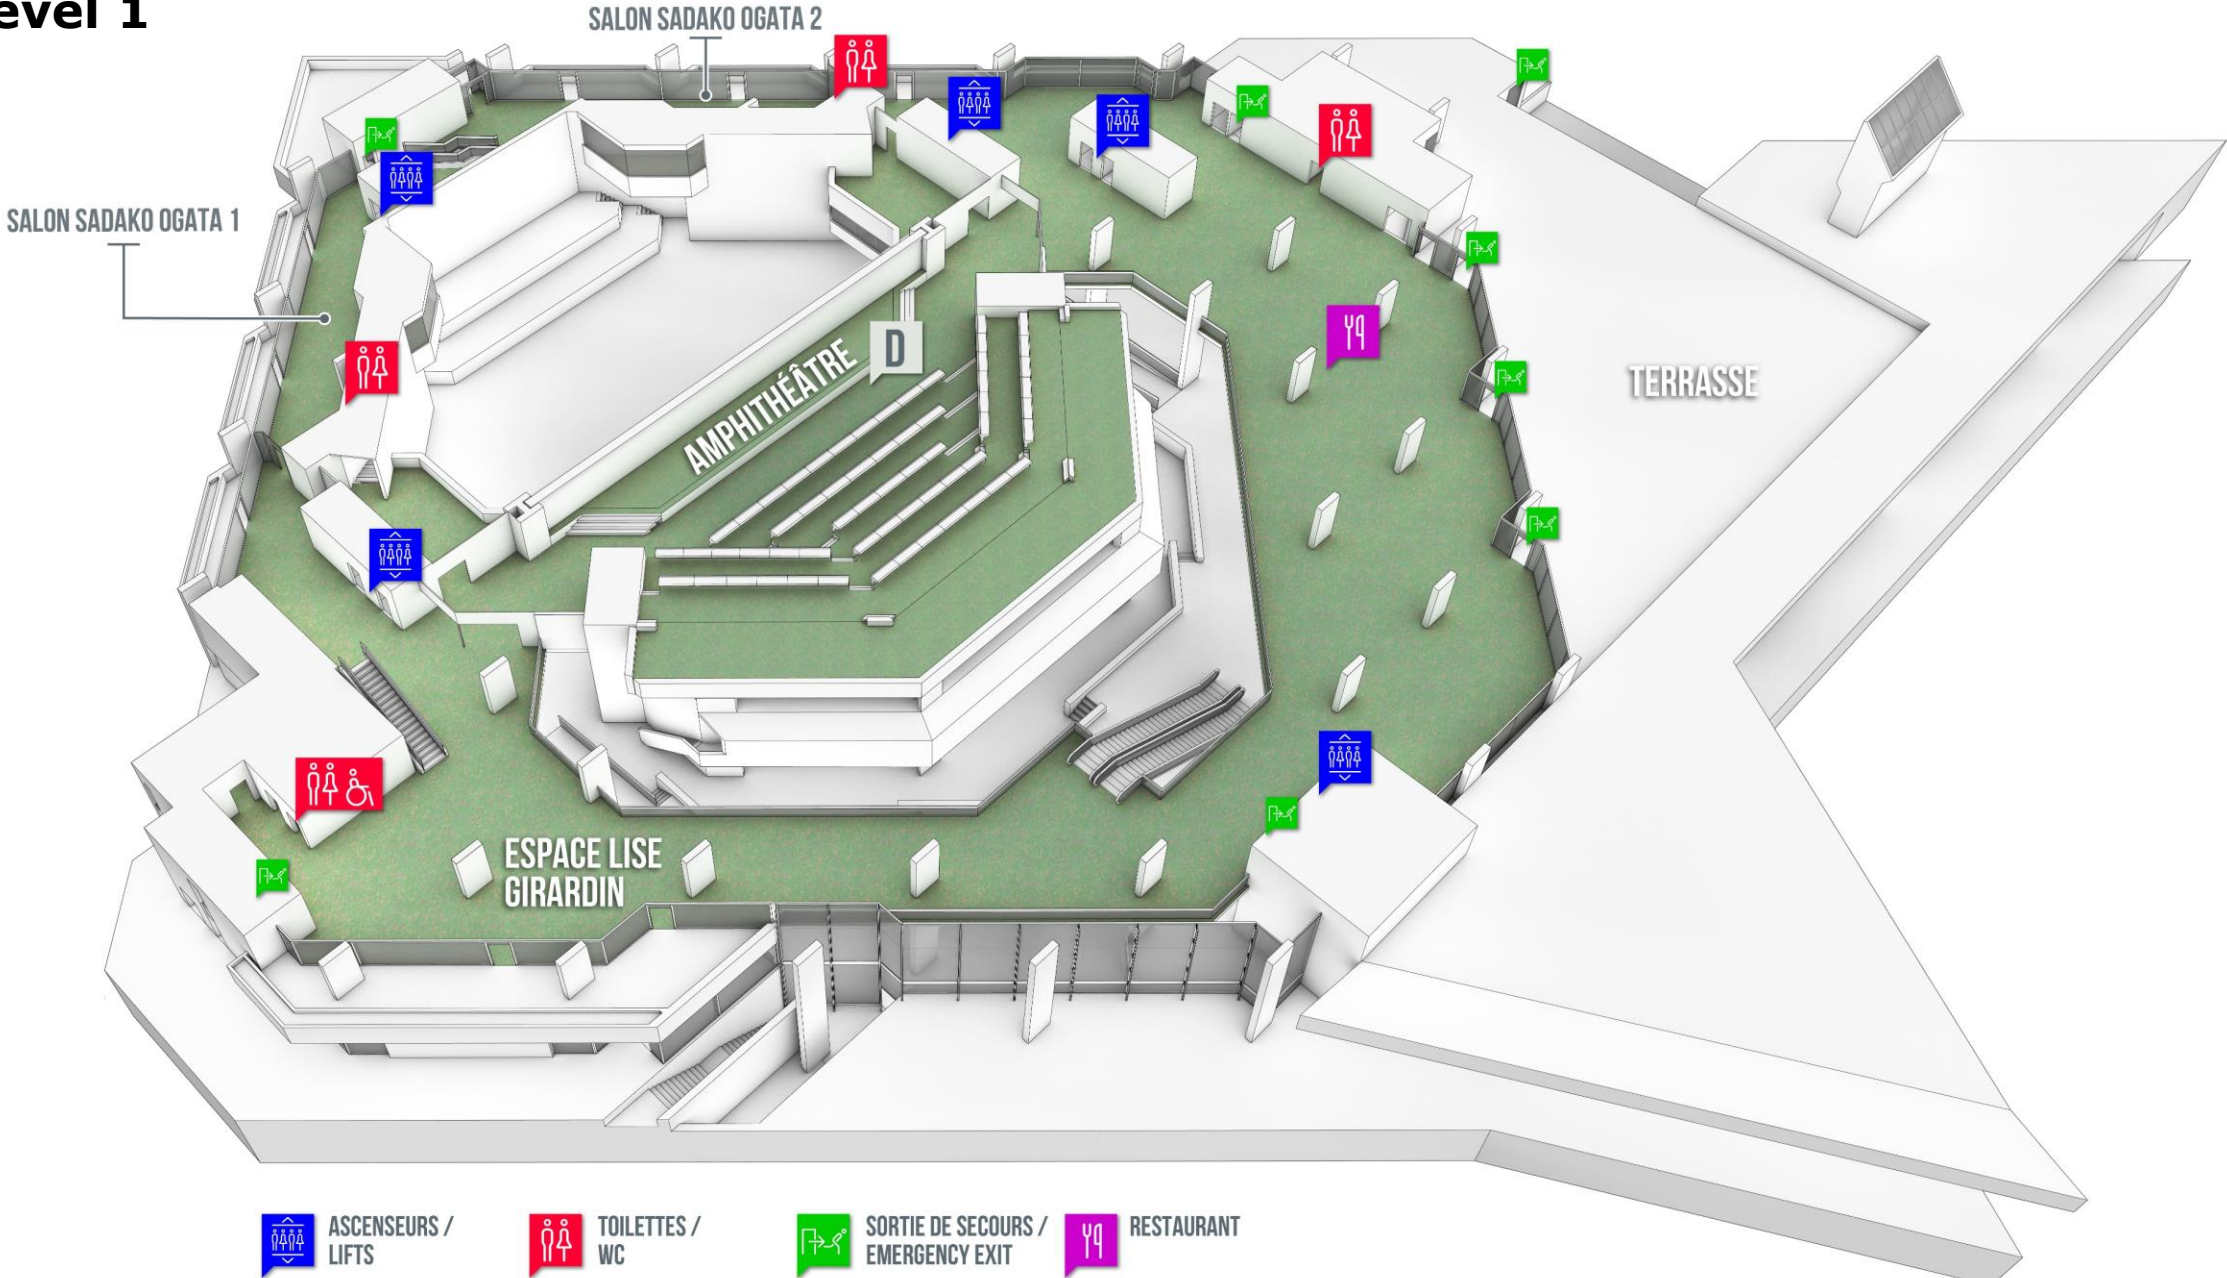 evel 1
SALON SADAKO OGATA 2
SALON SADAKO OGATA 1
AMPHITHÉÂTRE
D
TERRASSE
ESPACE LISE
GIRARDIN
ASCENSEURS /
LIFTS
TOILETTES /
WC
SORTIE DE SECOURS /
EMERGENCY EXIT
RESTAURANT